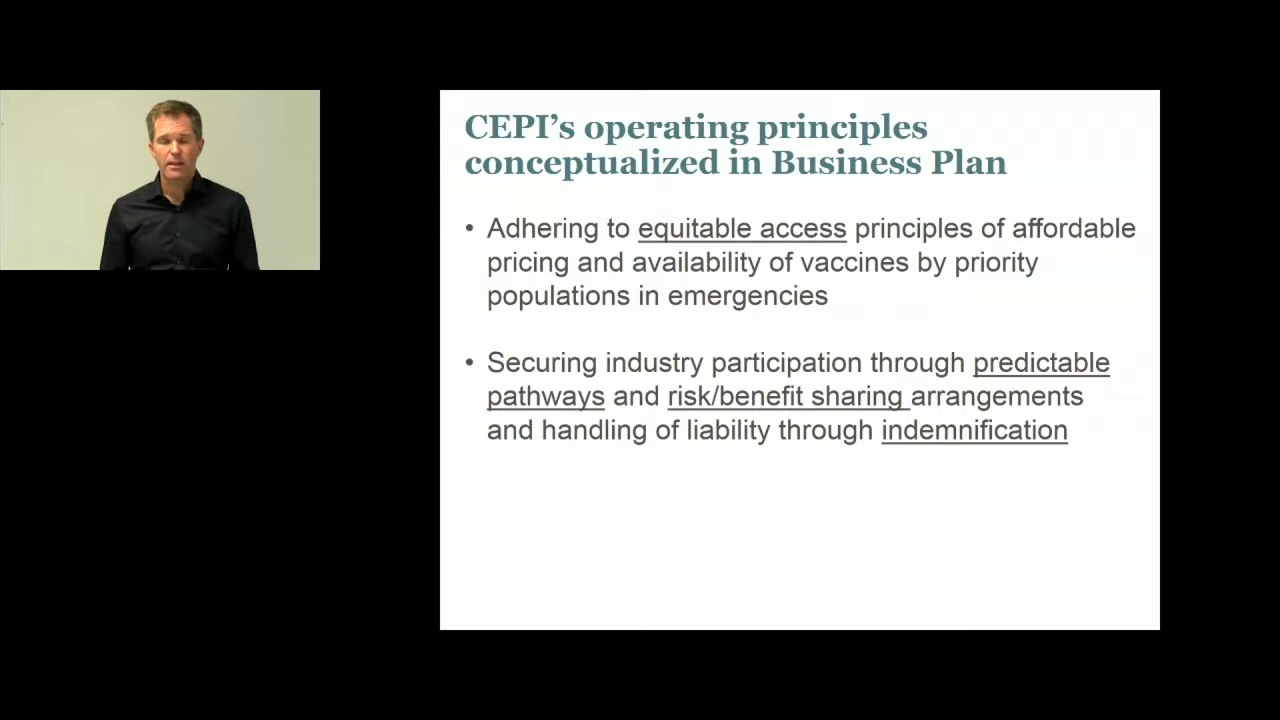 CEPI’s operating principles
conceptualized in Business Plan
• Adhering to equitable access principles of affordable
pricing and availability of vaccines by priority
populations in emergencies
• Securing industry participation through predictable
pathways and risk/benefit sharing arrangements
and handling of liability through indemnification